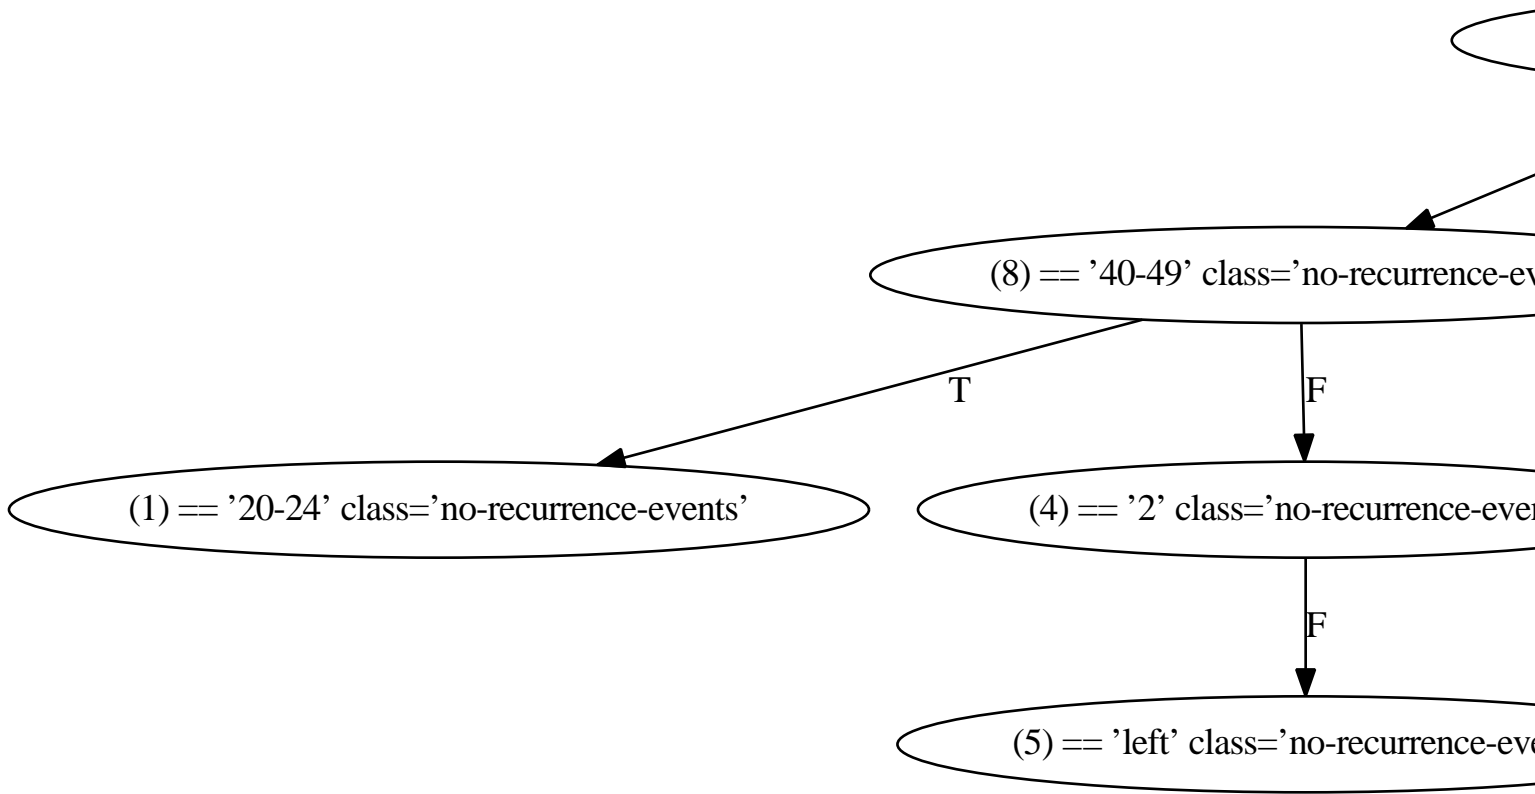 (8) == ’40-49’ class=’no-recurrence-ev
T
F
(1) == ’20-24’ class=’no-recurrence-events’
(4) == ’2’ class=’no-recurrence-even
F
(5) == ’left’ class=’no-recurrence-eve